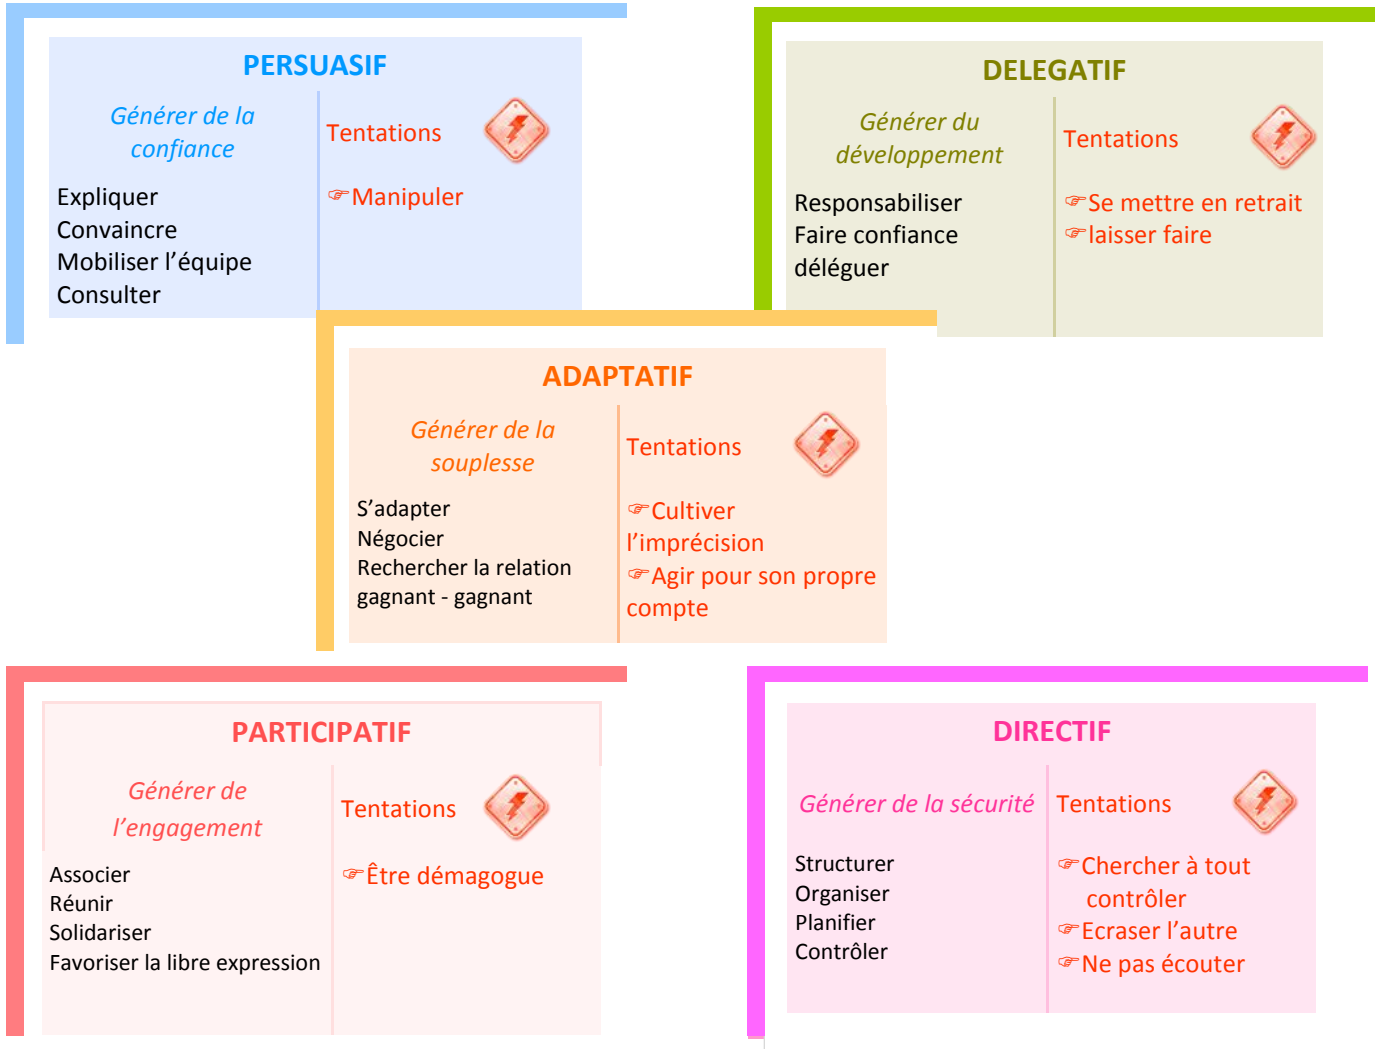 PERSUASIF
Générer de la
confiance
Expliquer
Convaincre
Mobiliser l’équipe
Consulter
Tentations
☞Manipuler
DELEGATIF
Générer du
développement
Responsabiliser
Faire confiance
déléguer
Tentations
☞Se mettre en retrait
☞laisser faire
ADAPTATIF
Générer de la
souplesse
S’adapter
Négocier
Rechercher la relation
gagnant - gagnant
Tentations
☞Cultiver
l’imprécision
☞Agir pour son propre
compte
PARTICIPATIF
Générer de
l’engagement
Associer
Réunir
Solidariser
Favoriser la libre expression
Tentations
☞Être démagogue
DIRECTIF
Générer de la sécurité
Structurer
Organiser
Planifier
Contrôler
Tentations
☞Chercher à tout
contrôler
☞Ecraser l’autre
☞Ne pas écouter